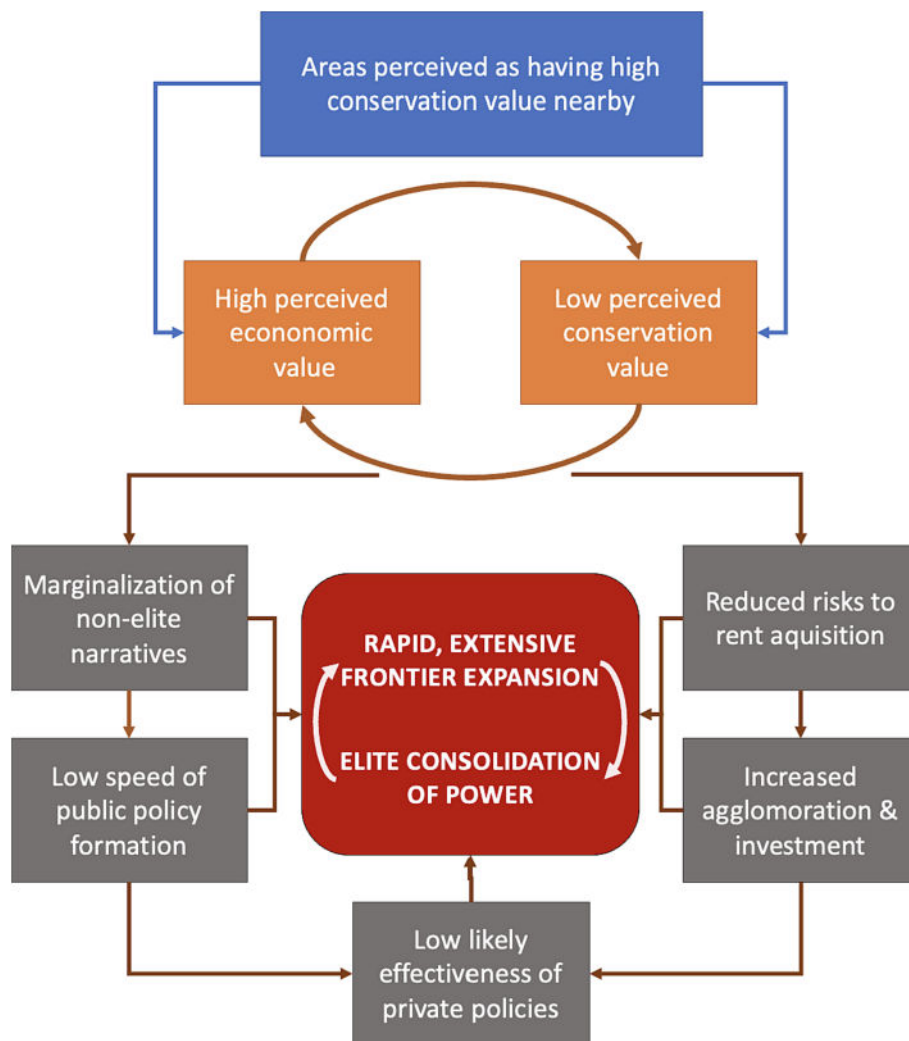 Areas perceived as having high
conservation value nearby
High perceived
econonomic
value
Low perceived
conservation
value
Marginalization of
non-elite
narratives
Reduced risks to
rent aquisition
RAPID, EXTENSIVE
FRONTIER EXPANSION
ELITE CONSOLIDATION
OF POWER
Low speed of
public policy
formation
Increased
agglomoration &
investment
Low likely
effectiveness of
private policies